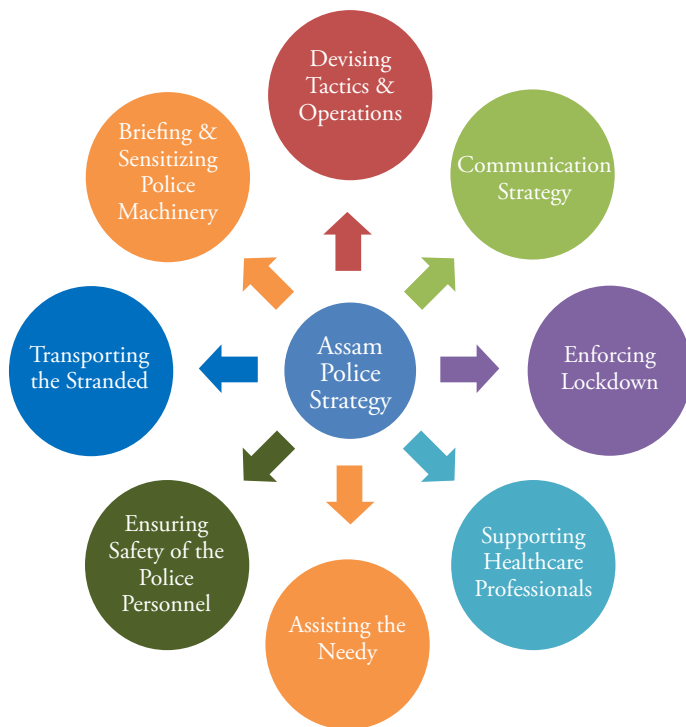 Devising
Tactics &
Operations
Briefing &
Sensitizing
Police
Machinery
Communication
Strategy
Transporting
the Stranded
Assam
Police
Strategy
Enforcing
Lockdown
Ensuring
Safety of the
Police
Personnel
Supporting
Healthcare
Professionals
Assisting the
Needy